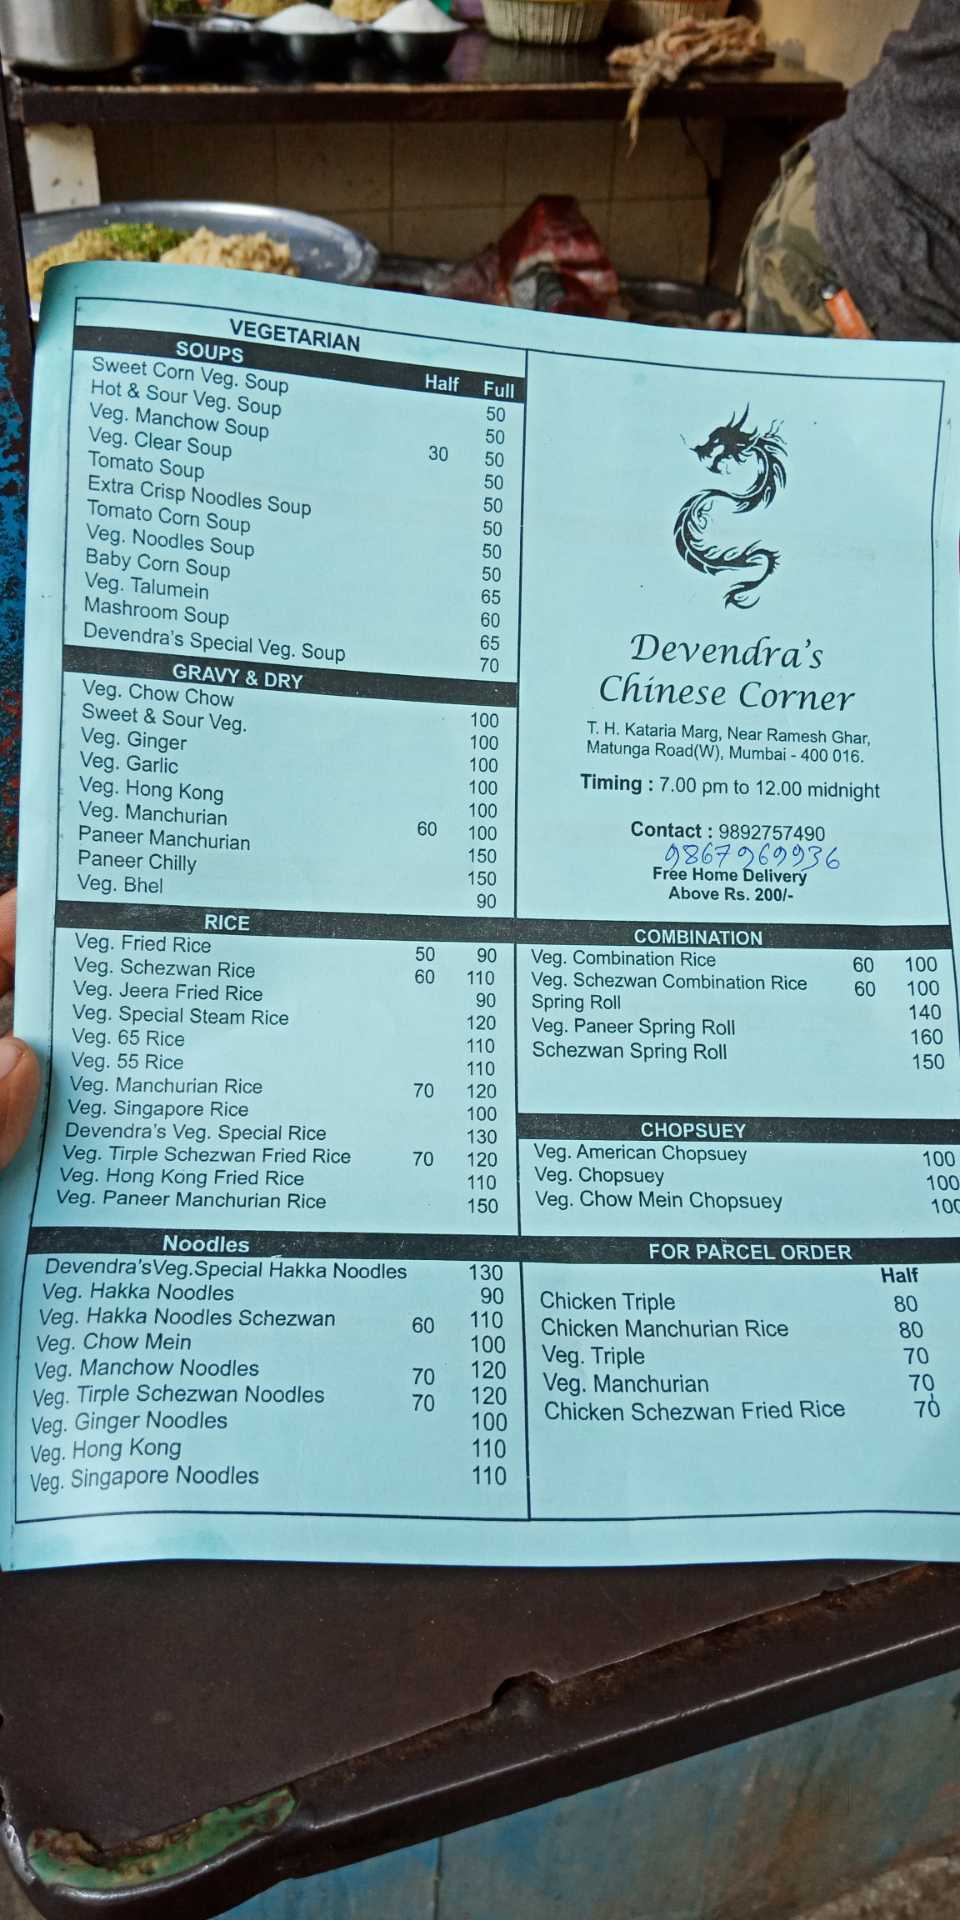 VEGETARIAN
SOUPS Half Full
Sweet Corn Veg. Soup 50
Hot & Sour Veg. Soup 50
Veg. Manchow Soup 30 50
Veg. Clear Soup 50
Tomato Soup 50
Extra Crisp Noodles Soup 50
Tomato Corn Soup 50
Veg. Noodles Soup 50
Baby Corn Soup 65
Veg. Talumein 60
Mashroom Soup 65
Devendra's Special Veg. Soup 70
GRAVY & DRY
Veg. Chow Chow 100
Sweet & Sour Veg. 100
Veg. Ginger 100
Veg. Garlic 100
Veg. Hong Kong 100
Veg. Manchurian 60 100
Paneer Manchurian 150
Paneer Chilly 150
Veg. Bhel 90
RICE
Veg. Fried Rice 50 90
Veg. Schezwan Rice 60 110
Veg. Jeera Fried Rice 90
Veg. Special Steam Rice 120
Veg. 65 Rice 110
Veg. 55 Rice 110
Veg. Manchurian Rice 70 120
Veg. Singapore Rice 100
Devendra's Veg. Special Rice 130
Veg. Tirple Schezwan Fried Rice 70 120
Veg. Hong Kong Fried Rice 110
Veg. Paneer Manchurian Rice 150
Noodles
Devendra'sVeg.Special Hakka Noodles 130
Veg. Hakka Noodles 90
Veg. Hakka Noodles Schezwan 60 110
Veg. Chow Mein 100
Veg. Manchow Noodles 70 120
Veg. Tirple Schezwan Noodles 70 120
Veg. Ginger Noodles 100
Veg. Hong Kong 110
Veg. Singapore Noodles 110
Devendra's
Chinese Corner
T. H. Kataria Marg, Near Ramesh Ghar,
Matunga Road(W), Mumbai - 400 016.
Timing : 7.00 pm to 12.00 midnight
Contact : 9892757490
9867969936
Free Home Delivery
Above Rs. 200/-
COMBINATION
Veg. Combination Rice 60 100
Veg. Schezwan Combination Rice 60 100
Spring Roll 140
Veg. Paneer Spring Roll 160
Schezwan Spring Roll 150
CHOPSUEY
Veg. American Chopsuey 100
Veg. Chopsuey 100
Veg. Chow Mein Chopsuey 100
FOR PARCEL ORDER
Half
Chicken Triple 80
Chicken Manchurian Rice 80
Veg. Triple 70
Veg. Manchurian 70
Chicken Schezwan Fried Rice 70